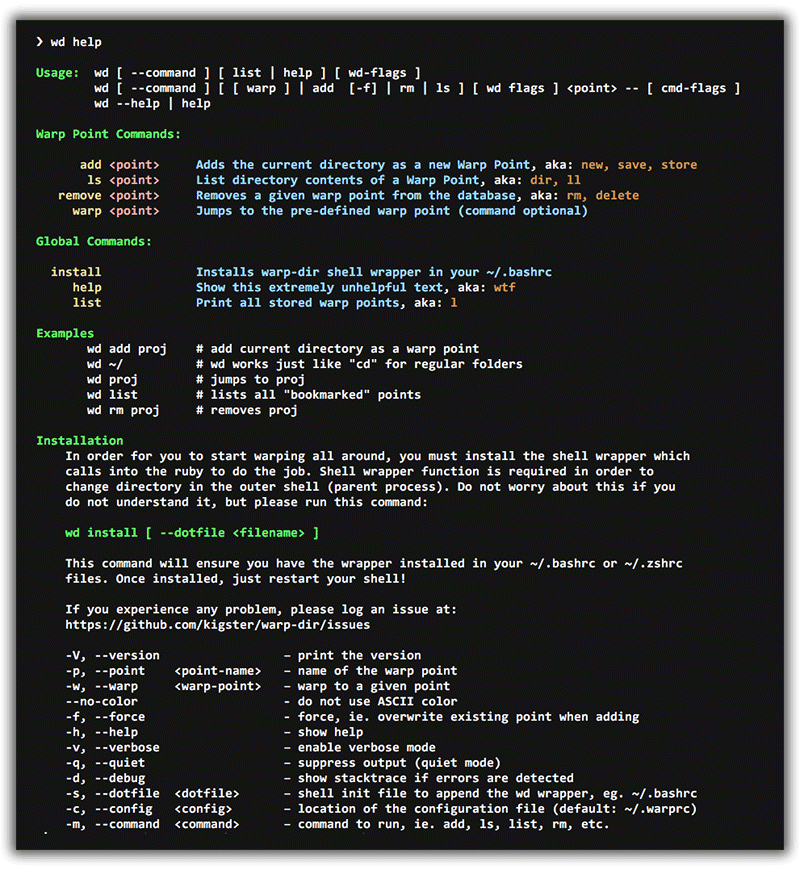 ❯ wd help
Usage:  wd [ --command ] [ list | help ] [ wd-flags ]
        wd [ --command ] [ [ warp ] | add  [-f] | rm | ls ] [ wd flags ] <point> -- [ cmd-flags ]
        wd --help | help
Warp Point Commands:
      add <point>     Adds the current directory as a new Warp Point, aka: new, save, store
       ls <point>     List directory contents of a Warp Point, aka: dir, ll
   remove <point>     Removes a given warp point from the database, aka: rm, delete
     warp <point>     Jumps to the pre-defined warp point (command optional)
Global Commands:
  install             Installs warp-dir shell wrapper in your ~/.bashrc
     help             Show this extremely unhelpful text, aka: wtf
     list             Print all stored warp points, aka: l
Examples
       wd add proj    # add current directory as a warp point
       wd ~/          # wd works just like "cd" for regular folders
       wd proj        # jumps to proj
       wd list        # lists all "bookmarked" points
       wd rm proj     # removes proj
Installation
    In order for you to start warping all around, you must install the shell wrapper which
    calls into the ruby to do the job. Shell wrapper function is required in order to
    change directory in the outer shell (parent process). Do not worry about this if you
    do not understand it, but please run this command:
    wd install [ --dotfile <filename> ]
    This command will ensure you have the wrapper installed in your ~/.bashrc or ~/.zshrc
    files. Once installed, just restart your shell!
    If you experience any problem, please log an issue at:
    https://github.com/kigster/warp-dir/issues
    -V, --version                 – print the version
    -p, --point    <point-name>   – name of the warp point
    -w, --warp     <warp-point>   – warp to a given point
    --no-color                    - do not use ASCII color
    -f, --force                   - force, ie. overwrite existing point when adding
    -h, --help                    – show help
    -v, --verbose                 – enable verbose mode
    -q, --quiet                   – suppress output (quiet mode)
    -d, --debug                   – show stacktrace if errors are detected
    -s, --dotfile  <dotfile>      – shell init file to append the wd wrapper, eg. ~/.bashrc
    -c, --config   <config>       – location of the configuration file (default: ~/.warprc)
    -m, --command  <command>      – command to run, ie. add, ls, list, rm, etc.
 .